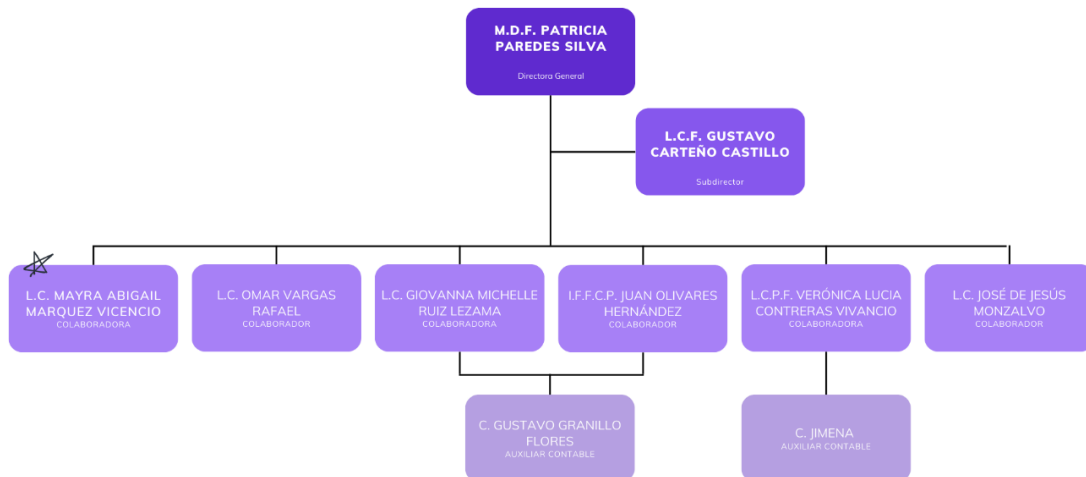 M.D.F. PATRICIA
PAREDES SILVA
Directora General
L.C.F. GUSTAVO
CARTEÑO CASTILLO
Subdirector
L.C. MAYRA ABIGAIL
MARQUEZ VICENCIO
COLABORADORA
L.C. OMAR VARGAS
RAFAEL
COLABORADOR
L.C. GIOVANNA MICHELLE
RUIZ LEZAMA
COLABORADORA
I.F.F.C.P. JUAN OLIVARES
HERNÁNDEZ
COLABORADOR
L.C.P.F. VERÓNICA LUCIA
CONTRERAS VIVANCIO
COLABORADORA
L.C. JOSÉ DE JESÚS
MONZALVO
COLABORADOR
C. GUSTAVO GRANILLO
FLORES
AUXILIAR CONTABLE
C. JIMENA
AUXILIAR CONTABLE